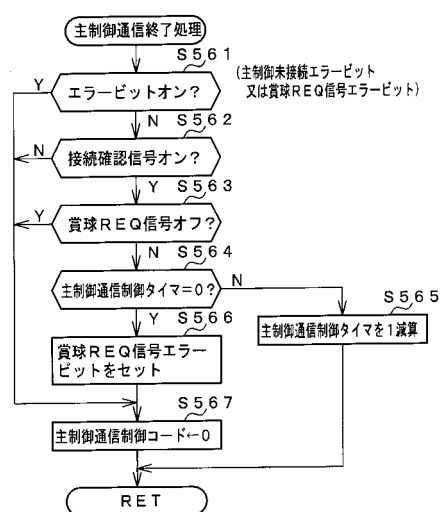 主制御通信終了処理
S561
エラービットオン?
(主制御未接続エラービット
又は賞球REQ信号エラービット)
Y
N
S562
接続確認信号オン?
N
Y
S563
賞球REQ信号オフ?
Y
N
S564
主制御通信制御タイマ=0?
N
Y
S565
主制御通信制御タイマを1減算
S566
賞球REQ信号エラー
ビットをセット
S567
主制御通信制御コード←0
RET